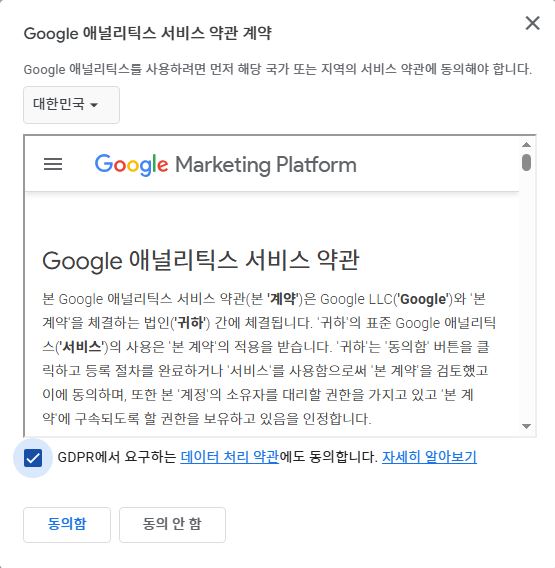 Google 애널리틱스 서비스 약관 계약
Google 애널리틱스를 사용하려면 먼저 해당 국가 또는 지역의 서비스 약관에 동의해야 합니다.
대한민국
Google Marketing Platform
Google 애널리틱스 서비스 약관
본 Google 애널리틱스 서비스 약관(본 '계약')은 Google LLC('Google')와 '본
계약'을 체결하는 법인('귀하') 간에 체결됩니다. '귀하'의 표준 Google 애널리틱
스('서비스')의 사용은 '본 계약'의 적용을 받습니다. '귀하'는 '동의함' 버튼을 클
릭하고 등록 절차를 완료하거나 '서비스'를 사용함으로써 '본 계약'을 검토했고
이에 동의하며, 또한 본 '계정'의 소유자를 대리할 권한을 가지고 있고 '본 계
약'에 구속되도록 할 권한을 보유하고 있음을 인정합니다.
GDPR에서 요구하는 데이터 처리 약관에도 동의합니다. 자세히 알아보기
동의함 동의 안 함